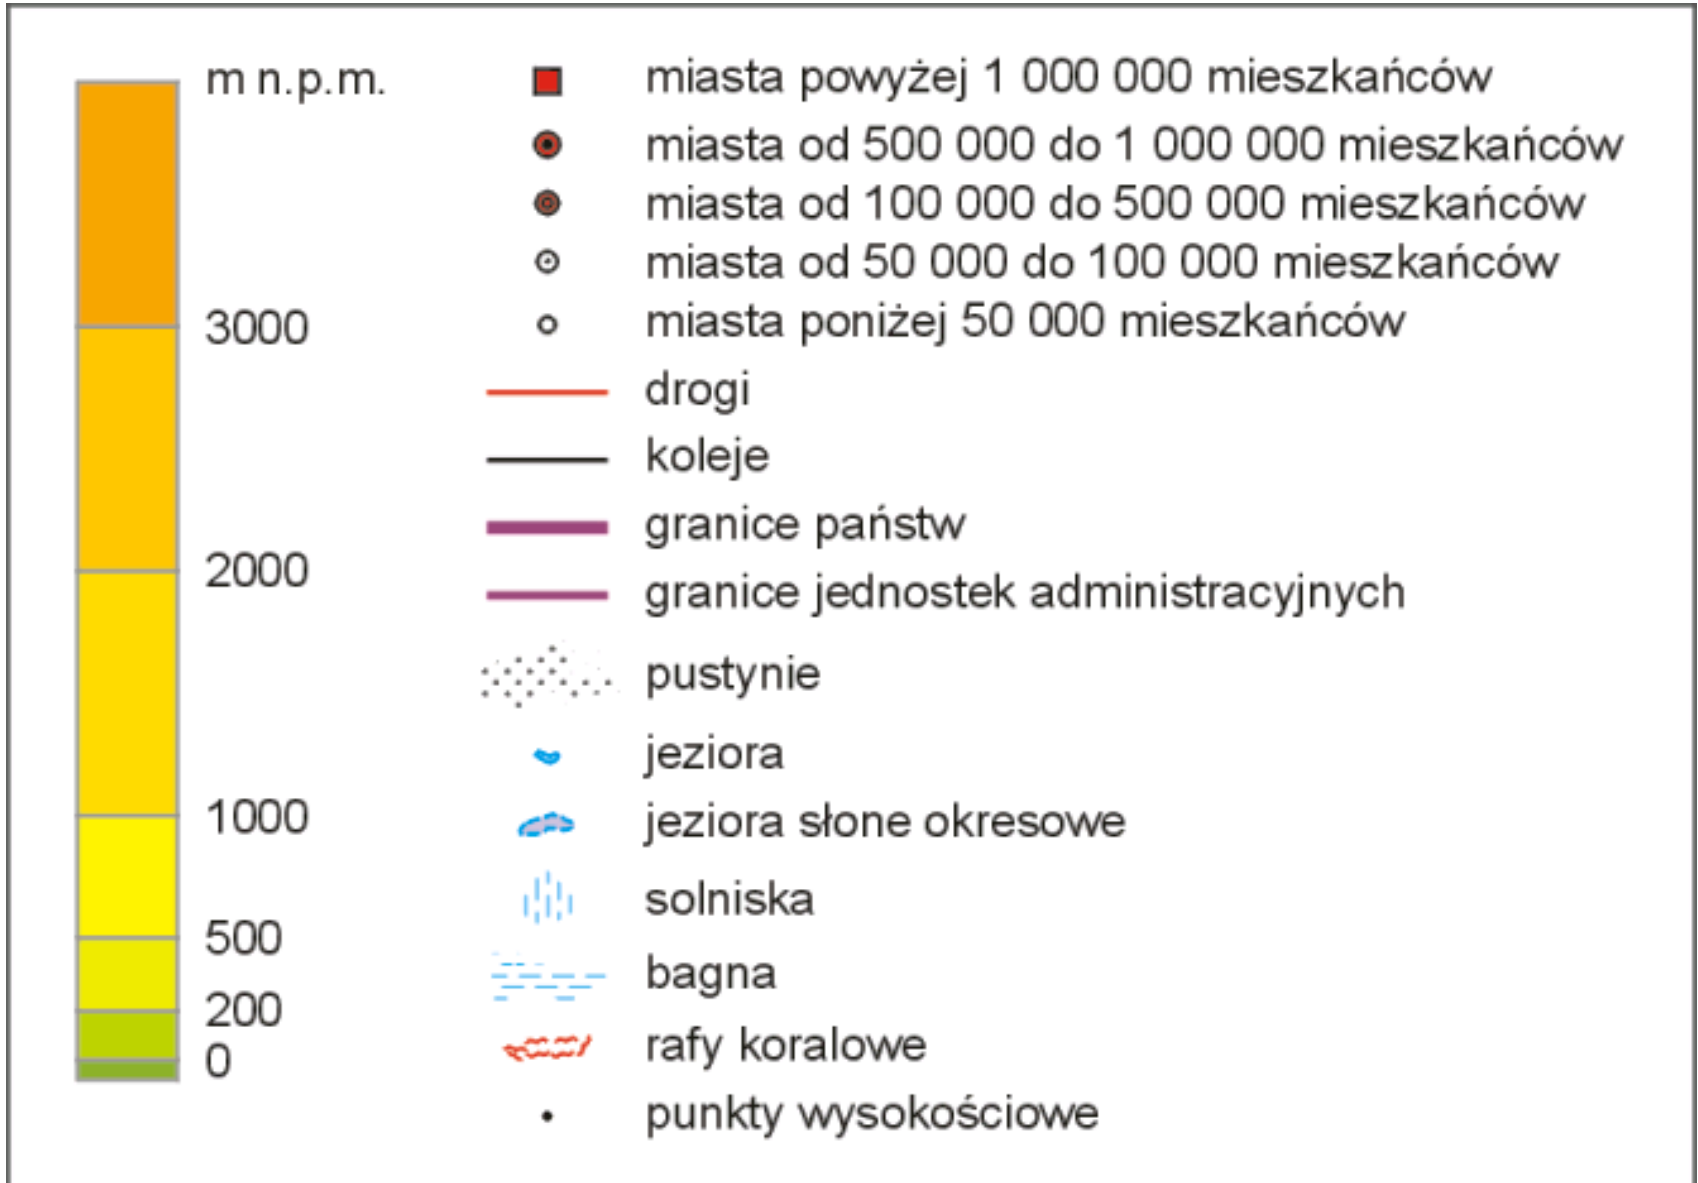 m n.p.m.
3000
2000
1000
500
200
0
miasta powyżej 1 000 000 mieszkańców
miasta od 500 000 do 1 000 000 mieszkańców
miasta od 100 000 do 500 000 mieszkańców
miasta od 50 000 do 100 000 mieszkańców
miasta poniżej 50 000 mieszkańców
drogi
koleje
granice państw
granice jednostek administracyjnych
pustynie
jeziora
jeziora słone okresowe
solniska
bagna
rafy koralowe
punkty wysokościowe